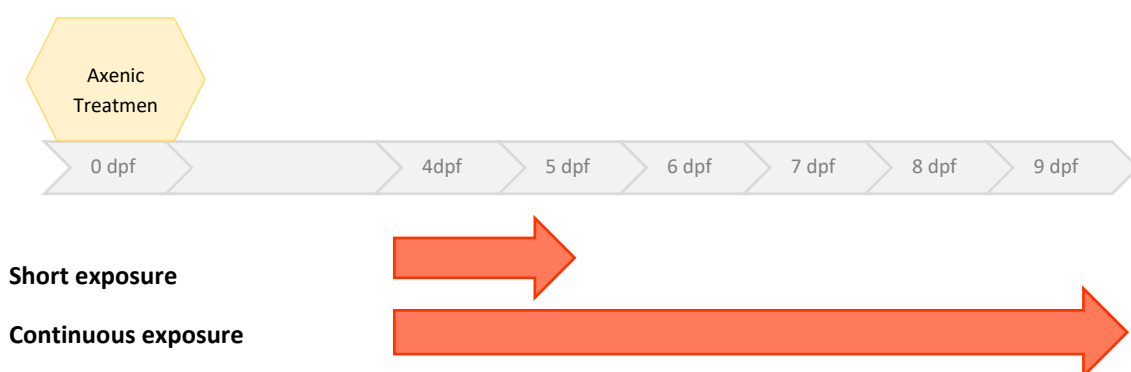 Axenic
Treatmen
0 dpf
4dpf
5 dpf
6 dpf
7 dpf
8 dpf
9 dpf
Short exposure
Continuous exposure